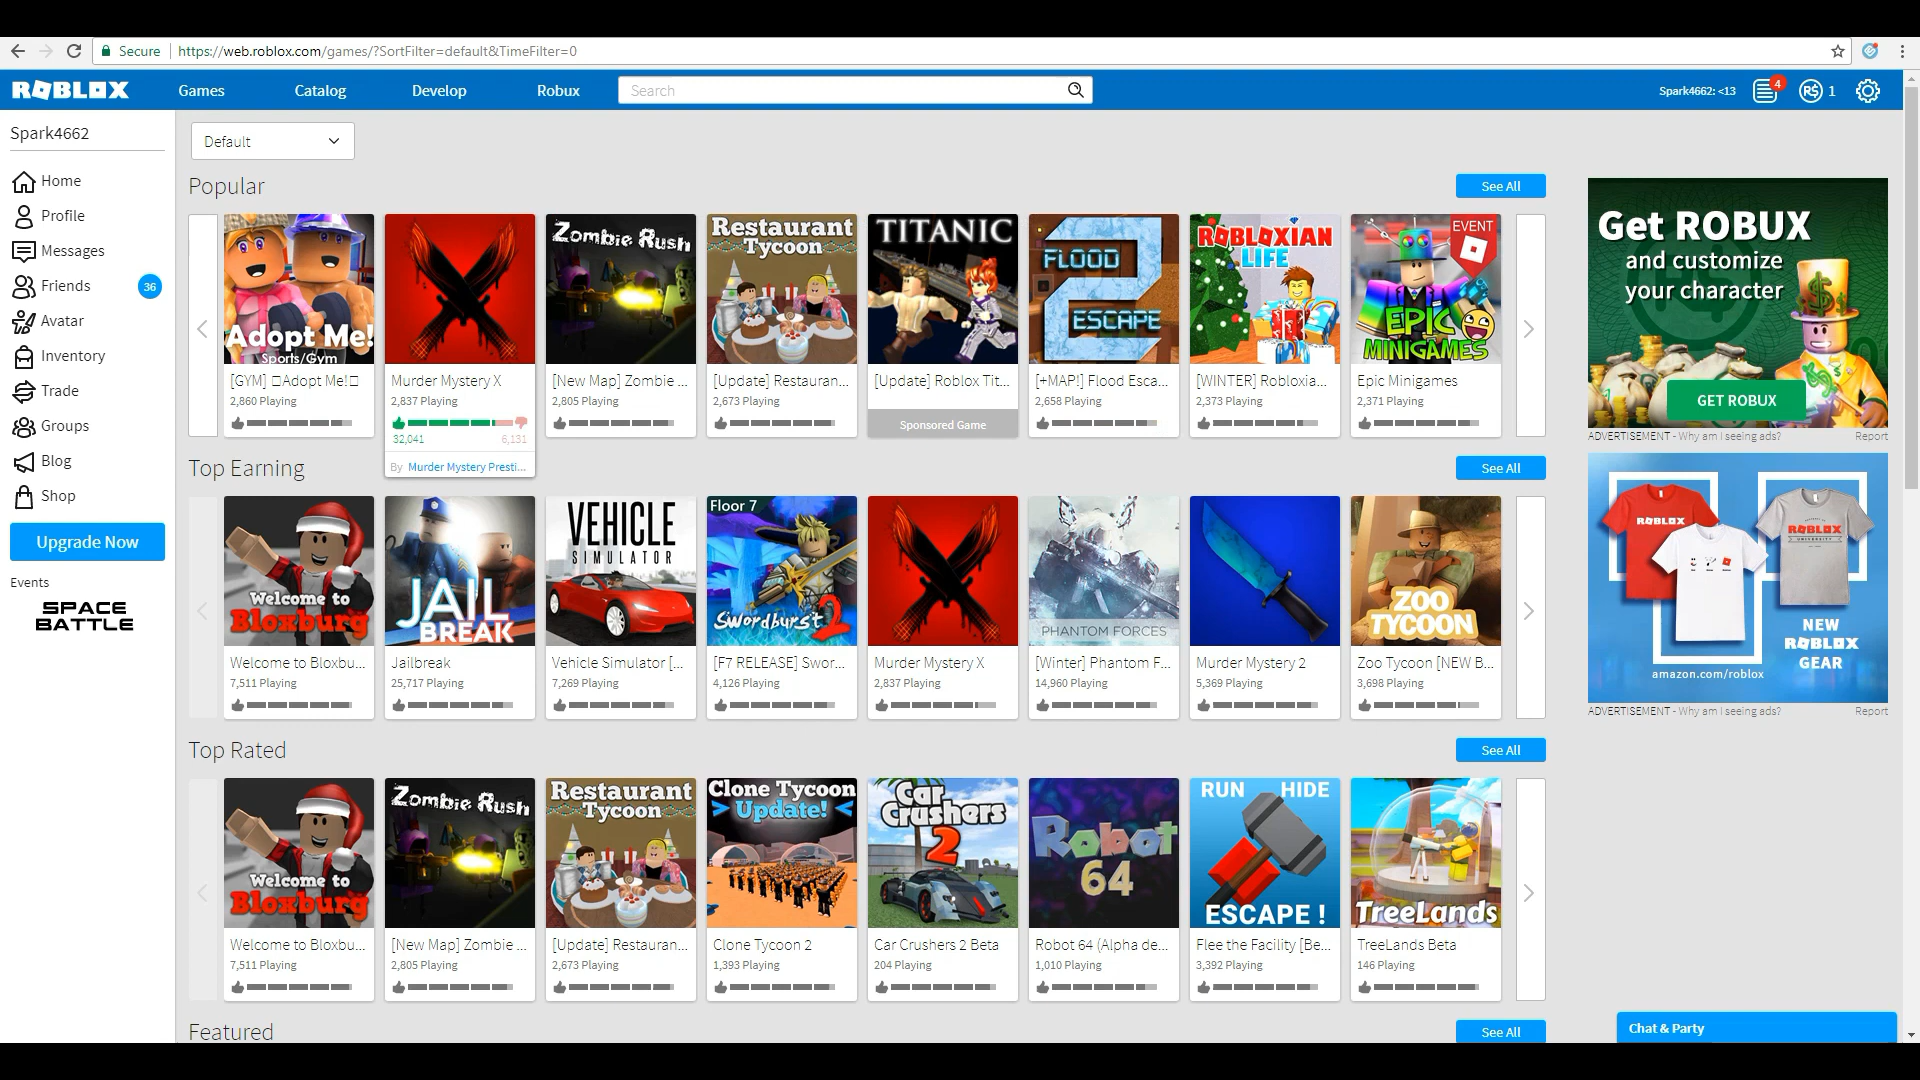 Secure
https://web.roblox.com/games/?SortFilter=default&TimeFilter=0
ROBLOX
Games
Catalog
Develop
Robux
Search
Spark4662: <13
4
R$ 1
Spark4662
Home
Profile
Messages
Friends
36
Avatar
Inventory
Trade
Groups
Blog
Shop
Upgrade Now
Events
SPACE
BATTLE
Default
Popular
See All
Adopt Me!
Sports/Gym
Zombie Rush
Restaurant
Tycoon
TITANIC
FLOOD
2
ESCAPE
ROBLOXIAN
LIFE
EVENT
EPIC
MINIGAMES
[GYM] Adopt Me!
2,860 Playing
Murder Mystery X
2,837 Playing
32,041
6,131
By Murder Mystery Presti...
[New Map] Zombie ...
2,805 Playing
[Update] Restauran...
2,673 Playing
[Update] Roblox Tit...
Sponsored Game
[+MAP!] Flood Esca...
2,658 Playing
[WINTER] Robloxia...
2,373 Playing
Epic Minigames
2,371 Playing
Top Earning
See All
Welcome to
Bloxburg
JAIL
BREAK
VEHICLE
SIMULATOR
Floor 7
Swordburst 2
PHANTOM FORCES
ZOO
TYCOON
Welcome to Bloxbu...
7,511 Playing
Jailbreak
25,717 Playing
Vehicle Simulator [...
7,269 Playing
[F7 RELEASE] Swor...
4,126 Playing
Murder Mystery X
2,837 Playing
[Winter] Phantom F...
14,960 Playing
Murder Mystery 2
5,369 Playing
Zoo Tycoon [NEW B...
3,698 Playing
Top Rated
See All
Welcome to
Bloxburg
Zombie Rush
Restaurant
Tycoon
Clone Tycoon
> Update! <
Car
Crushers
2
Robot
64
RUN HIDE
ESCAPE !
TreeLands
Welcome to Bloxbu...
7,511 Playing
[New Map] Zombie ...
2,805 Playing
[Update] Restauran...
2,673 Playing
Clone Tycoon 2
1,393 Playing
Car Crushers 2 Beta
204 Playing
Robot 64 (Alpha de...
1,010 Playing
Flee the Facility [Be...
3,392 Playing
TreeLands Beta
146 Playing
Featured
See All
Get ROBUX
and customize
your character
GET ROBUX
ADVERTISEMENT - Why am I seeing ads?
Report
ROBLOX
ROBLOX
UNIVERSITY
NEW
ROBLOX
GEAR
amazon.com/roblox
ADVERTISEMENT - Why am I seeing ads?
Report
Chat & Party